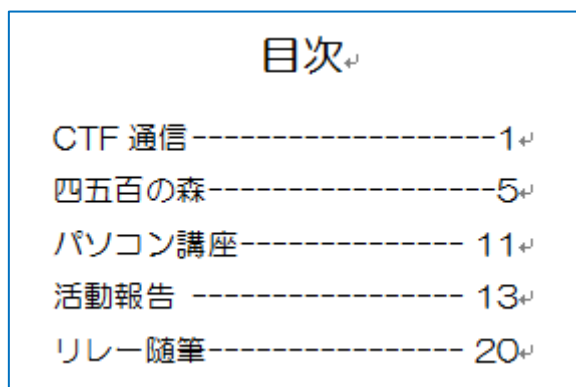 目次↵
CTF 通信-------------------1↵
四五百の森------------------5↵
パソコン講座-------------- 11↵
活動報告 ----------------- 13↵
リレー随筆---------------- 20↵